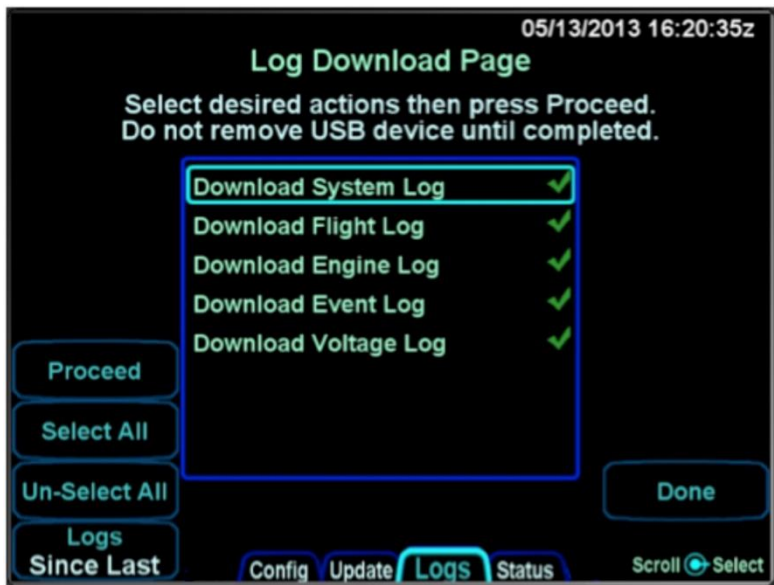 05/13/2013 16:20:35z
Log Download Page
Select desired actions then press Proceed.
Do not remove USB device until completed.
Download System Log
Download Flight Log
Download Engine Log
Download Event Log
Download Voltage Log
Proceed
Select All
Un-Select All
Done
Logs
Since Last
Config
Update
Logs
Status
Scroll
Select